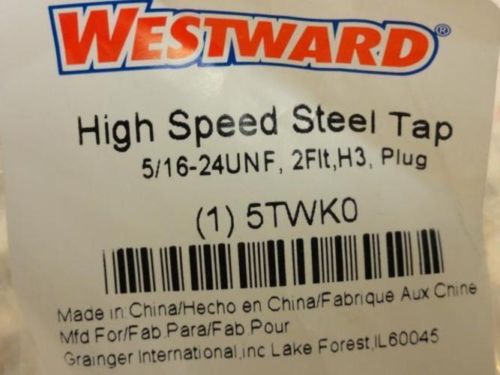 WESTWARD®
High Speed Steel Tap
5/16-24UNF, 2Flt,H3, Plug
(1) 5TWK0
Made in China/Hecho en China/Fabrique Aux Chine
Mfd For/Fab.Para/Fab.Pour
Grainger International,inc Lake Forest,IL60045